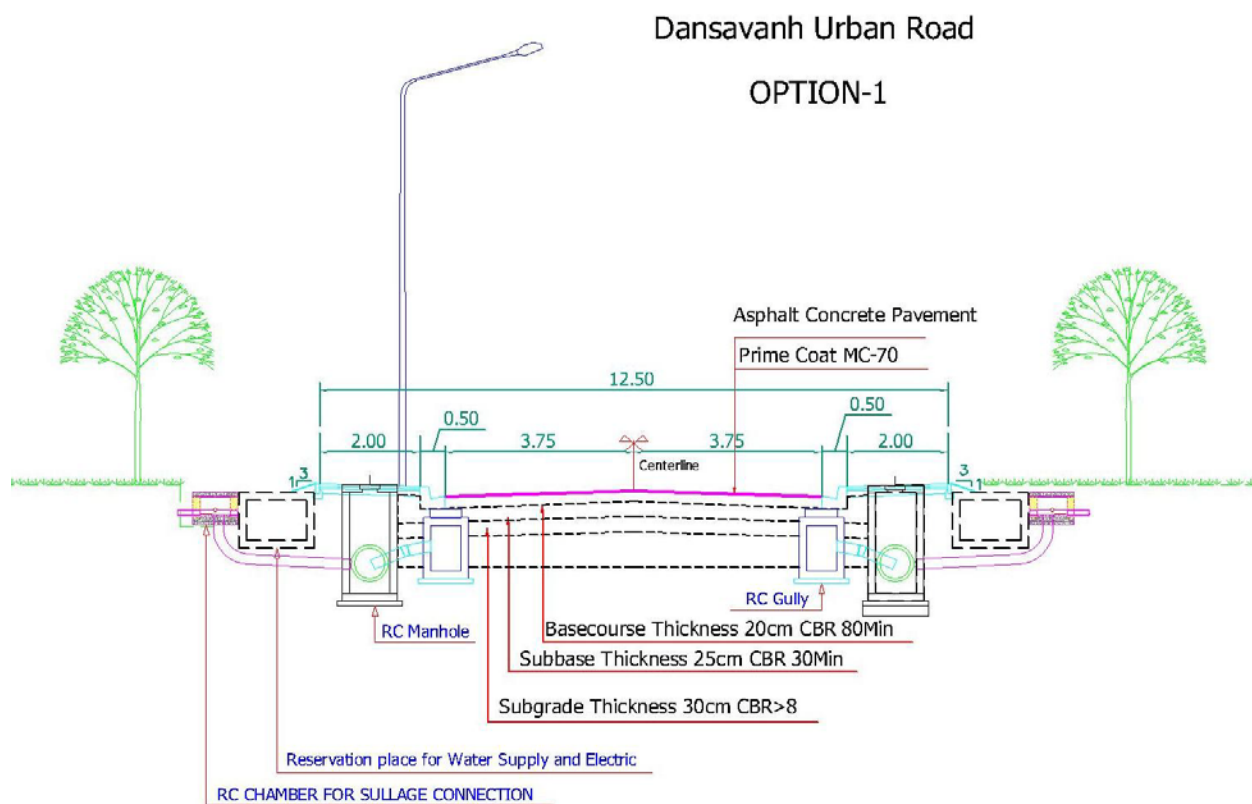 Dansavanh Urban Road
OPTION-1
Asphalt Concrete Pavement
Prime Coat MC-70
12.50
0.50
0.50
2.00
3.75
3.75
2.00
Centerline
3
1
3
1
RC Gully
RC Manhole
Basecourse Thickness 20cm CBR 80Min
Subbase Thickness 25cm CBR 30Min
Subgrade Thickness 30cm CBR>8
Reservation place for Water Supply and Electric
RC CHAMBER FOR SULLAGE CONNECTION